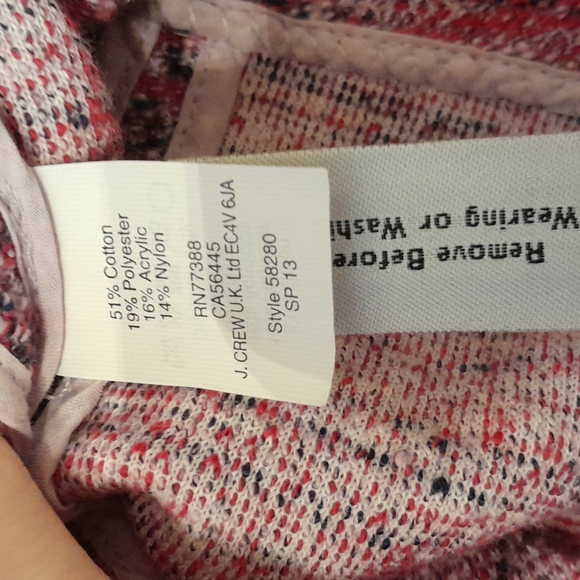 51% Cotton
19% Polyester
16% Acrylic
14% Nylon
RN77388
CA56445
J. CREW U.K. Ltd EC4V 6JA
Style 58280
SP 13
Remove Before
Wearing or Washi